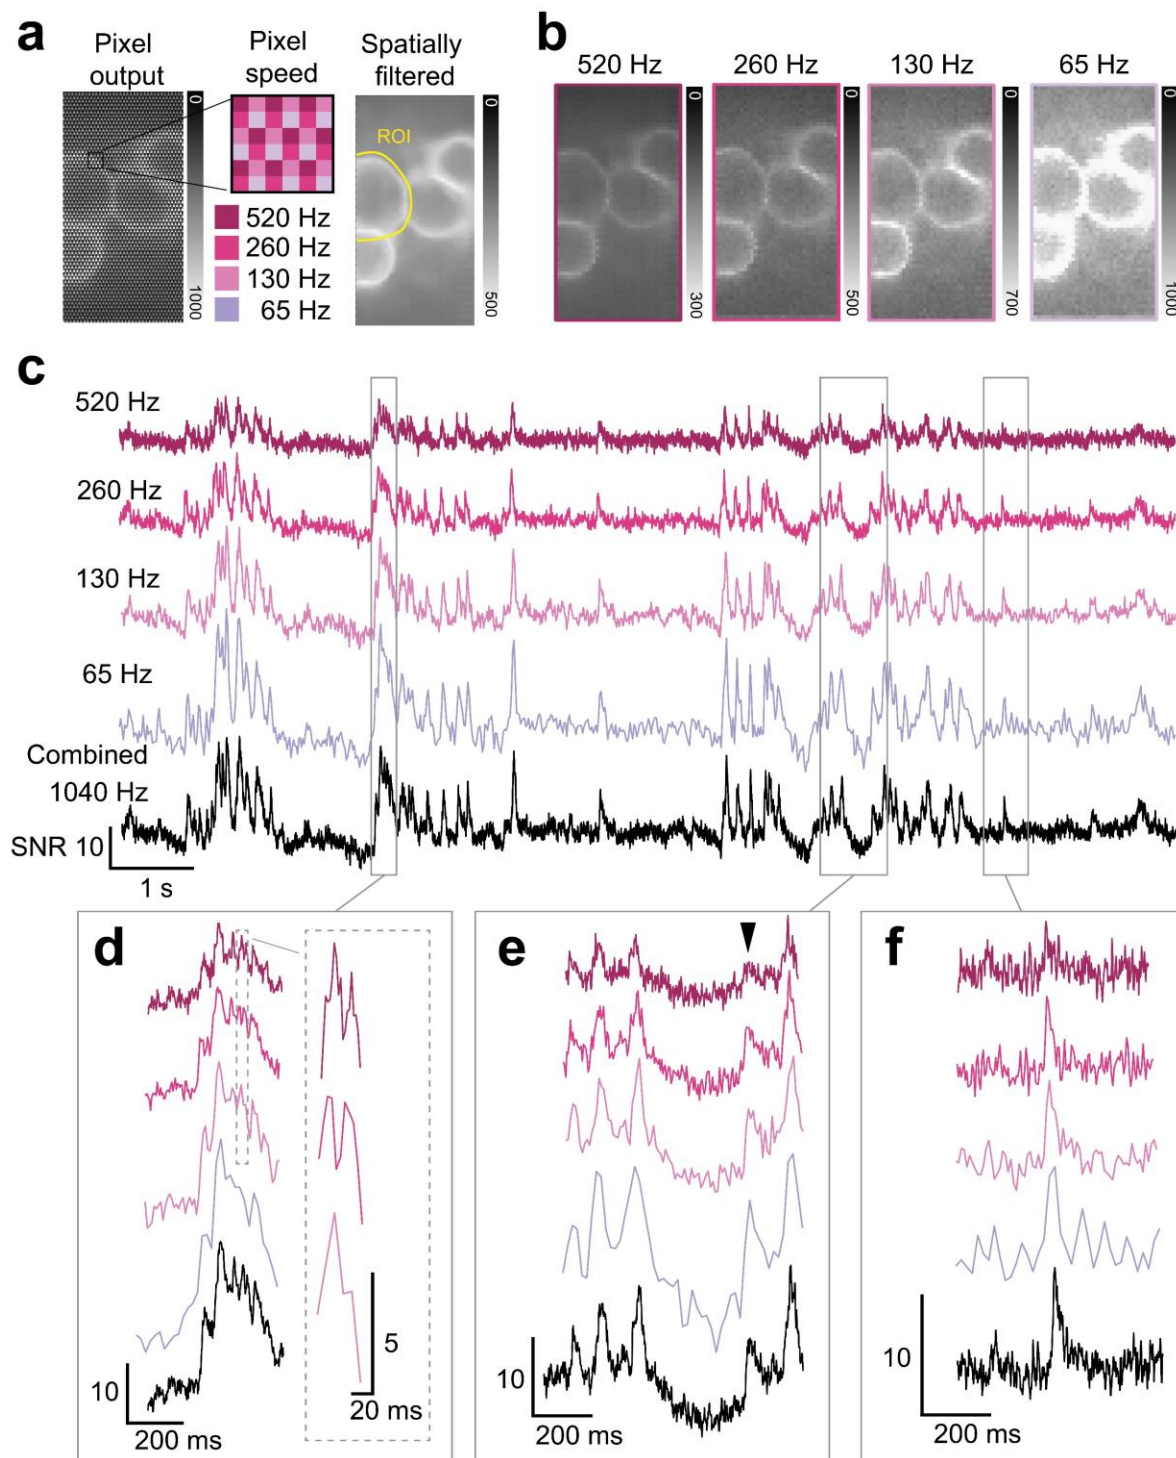 a
Pixel
output
0
1000
Pixel
speed
520 Hz
260 Hz
130 Hz
65 Hz
Spatially
filtered
ROI
0
500
b
520 Hz
0
300
260 Hz
0
500
130 Hz
0
700
65 Hz
0
1000
c
520 Hz
260 Hz
130 Hz
65 Hz
Combined
1040 Hz
SNR 10
1 s
d
10
200 ms
5
20 ms
e
10
200 ms
f
10
200 ms